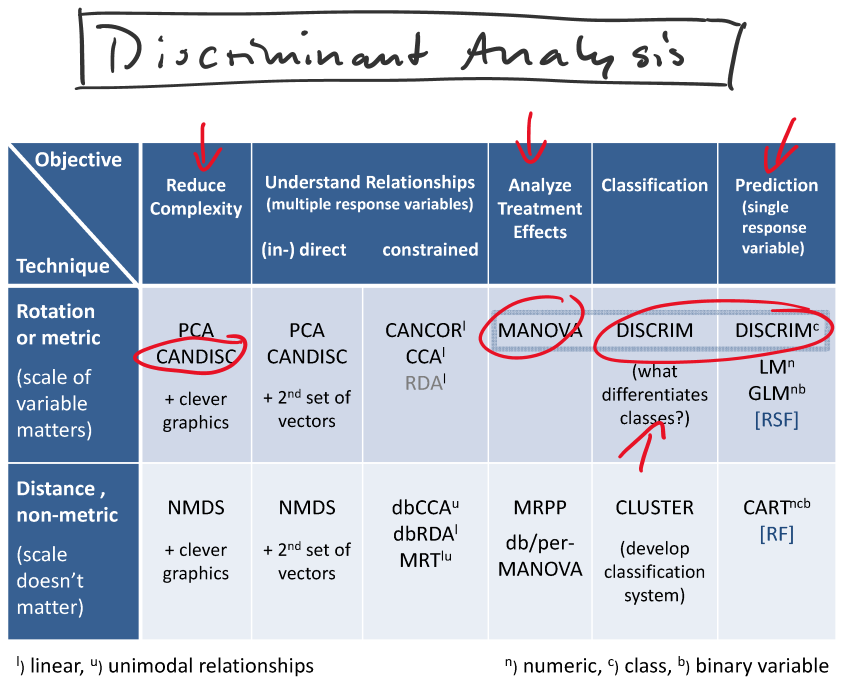 Discriminant Analysis
Objective
Technique
Reduce
Complexity
Understand Relationships
(multiple response variables)
(in-) direct constrained
Analyze
Treatment
Effects
Classification
Prediction
(single
response
variable)
Rotation
or metric
(scale of
variable
matters)
PCA
CANDISC
+ clever
graphics
PCA
CANDISC
+ 2nd set of
vectors
CANCORl
CCAl
RDAl
MANOVA
DISCRIM
(what
differentiates
classes?)
DISCRIMc
LMn
GLMnb
[RSF]
Distance ,
non-metric
(scale
doesn’t
matter)
NMDS
+ clever
graphics
NMDS
+ 2nd set of
vectors
dbCCAu
dbRDAl
MRTlu
MRPP
db/per-
MANOVA
CLUSTER
(develop
classification
system)
CARTncb
[RF]
l) linear, u) unimodal relationships
n) numeric, c) class, b) binary variable